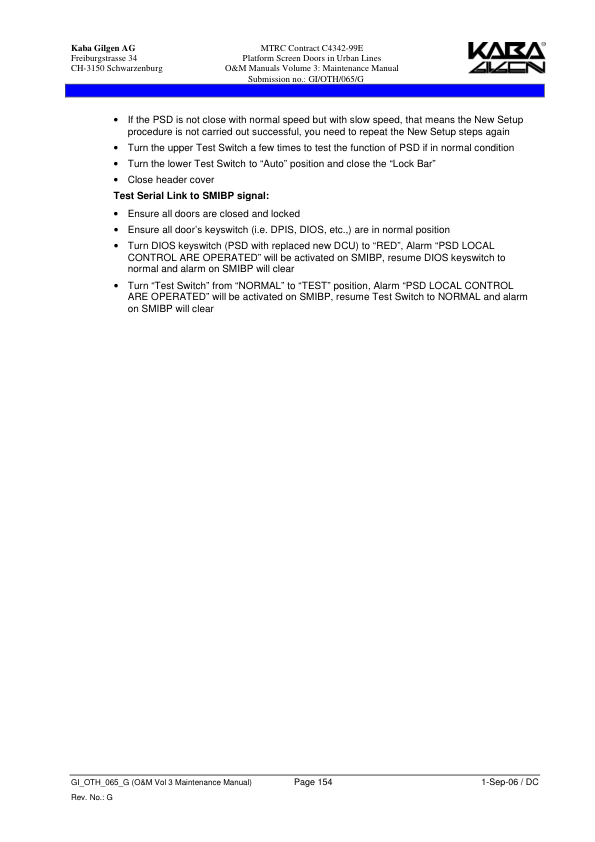 Kaba Gilgen AG
Freiburgstrasse 34
CH-3150 Schwarzenburg
MTRC Contract C4342-99E
Platform Screen Doors in Urban Lines
O&M Manuals Volume 3: Maintenance Manual
Submission no.: GI/OTH/065/G
KABA®
GILGEN
• If the PSD is not close with normal speed but with slow speed, that means the New Setup
procedure is not carried out successful, you need to repeat the New Setup steps again
• Turn the upper Test Switch a few times to test the function of PSD if in normal condition
• Turn the lower Test Switch to “Auto” position and close the “Lock Bar”
• Close header cover
Test Serial Link to SMIBP signal:
• Ensure all doors are closed and locked
• Ensure all door’s keyswitch (i.e. DPIS, DIOS, etc.,) are in normal position
• Turn DIOS keyswitch (PSD with replaced new DCU) to “RED”, Alarm “PSD LOCAL
CONTROL ARE OPERATED” will be activated on SMIBP, resume DIOS keyswitch to
normal and alarm on SMIBP will clear
• Turn “Test Switch” from “NORMAL” to “TEST” position, Alarm “PSD LOCAL CONTROL
ARE OPERATED” will be activated on SMIBP, resume Test Switch to NORMAL and alarm
on SMIBP will clear
GI_OTH_065_G (O&M Vol 3 Maintenance Manual)
Page 154
1-Sep-06 / DC
Rev. No.: G